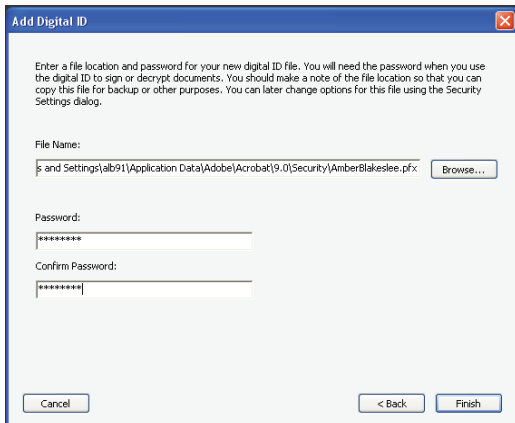 Add Digital ID
Enter a file location and password for your new digital ID file. You will need the password when you use
the digital ID to sign or decrypt documents. You should make a note of the file location so that you can
copy this file for backup or other purposes. You can later change options for this file using the Security
Settings dialog.
File Name:
s and Settings\alb91\Application Data\Adobe\Acrobat\9.0\Security\AmberBlakeslee.pfx
Browse...
Password:
********
Confirm Password:
********
Cancel
< Back
Finish